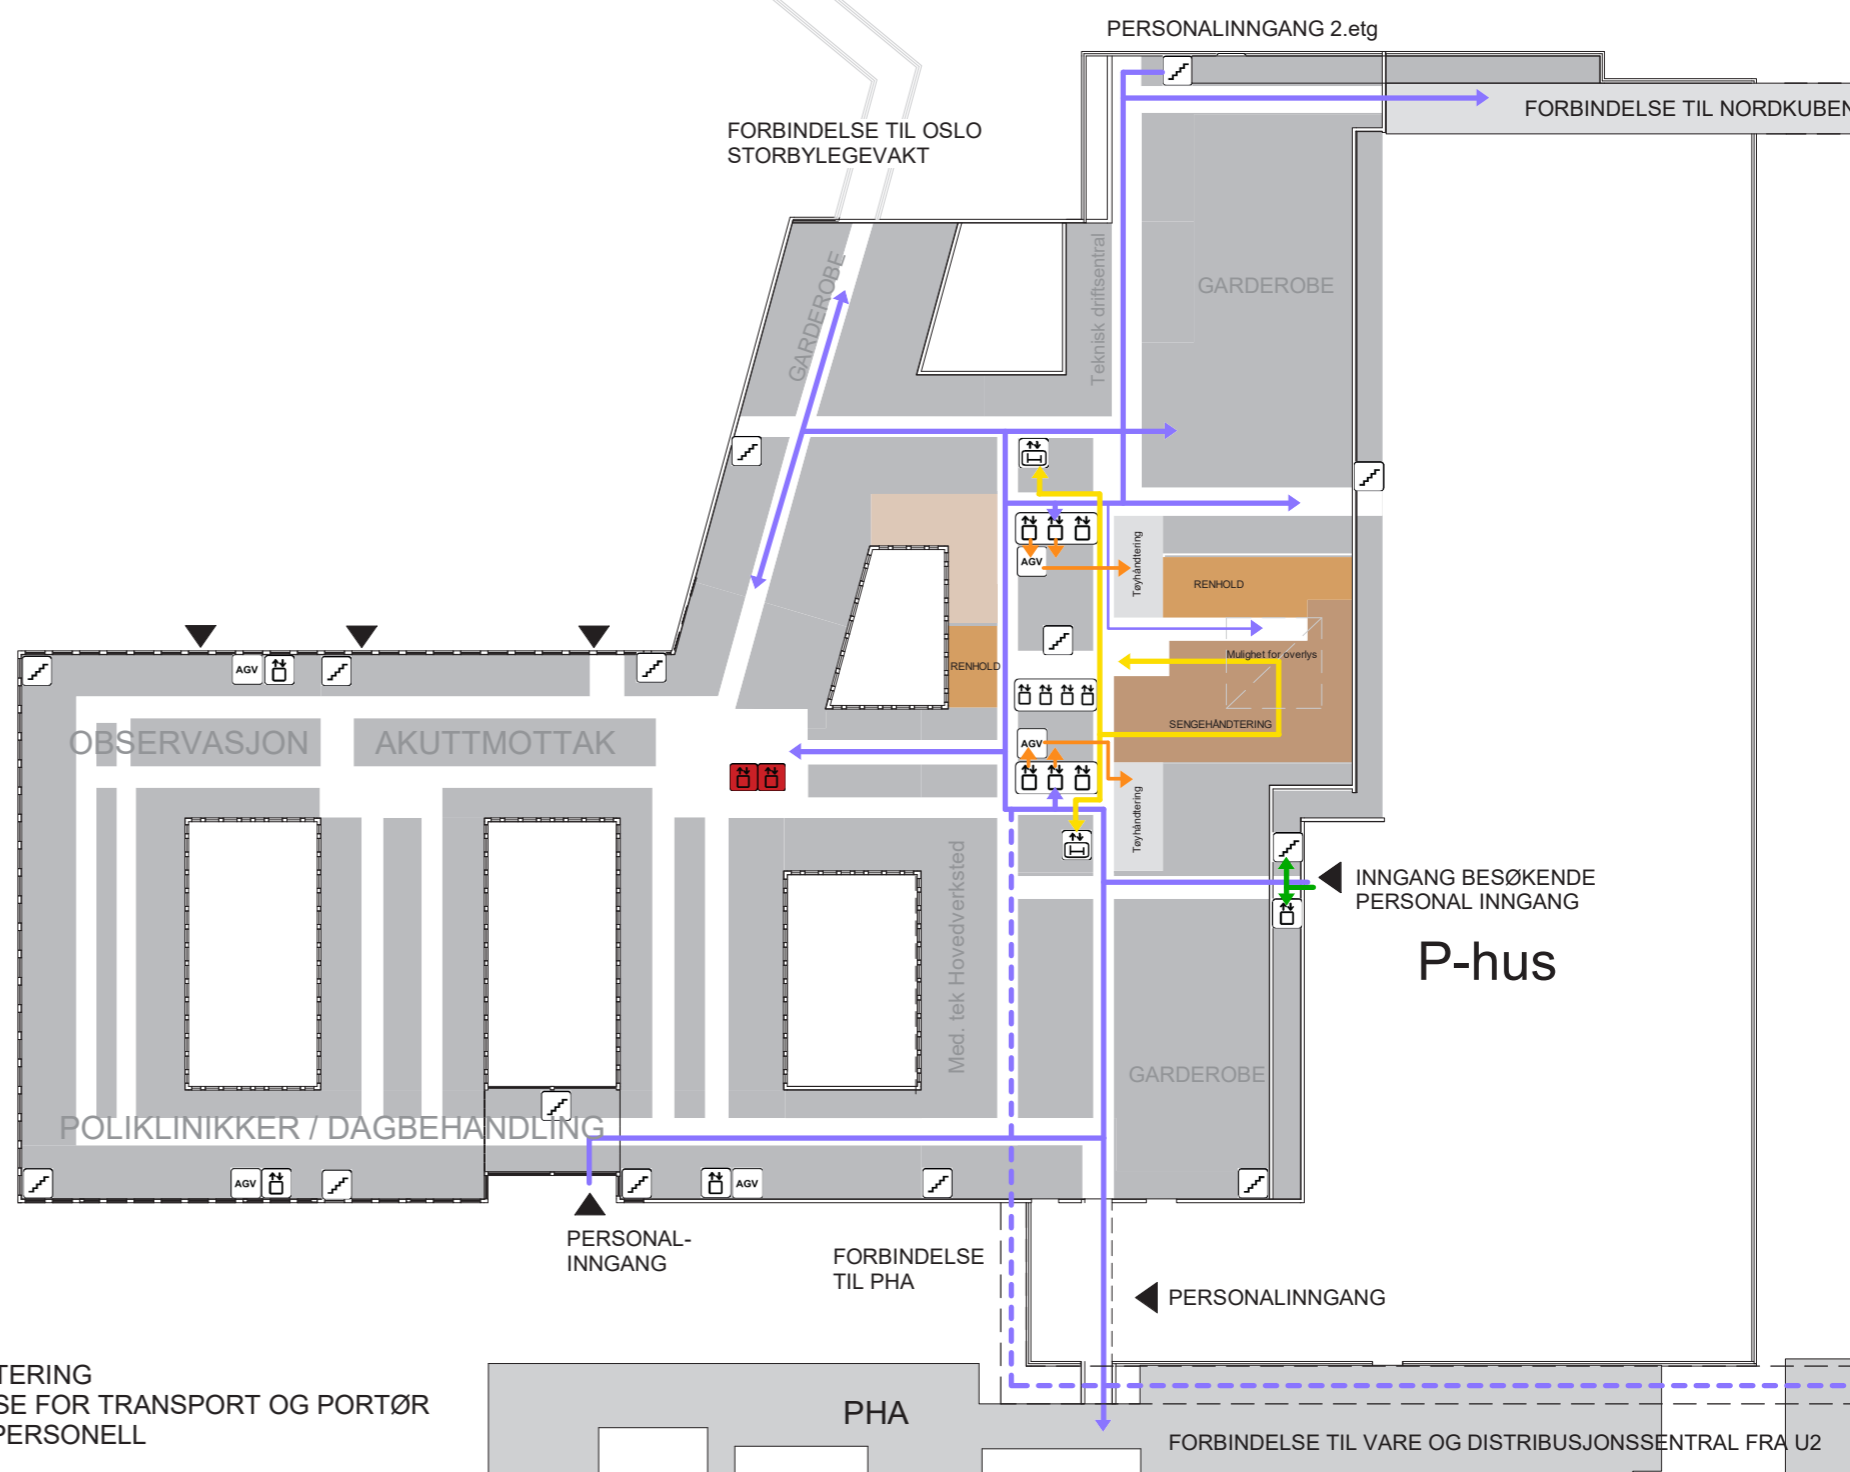 PERSONALINNGANG 2.etg
FORBINDELSE TIL NORDKUBEN
FORBINDELSE TIL OSLO
STORBYLEGEVAKT
GARDEROBE
Teknisk driftsentral
GARDEROBE
AGV
Tøyhåndtering
RENHOLD
RENHOLD
Mulighet for overlys
SENGEHÅNDTERING
AGV
OBSERVASJON
AKUTTMOTTAK
AGV
Tøyhåndtering
Med. tek Hovedverksted
INNGANG BESØKENDE
PERSONAL INNGANG
P-hus
GARDEROBE
POLIKLINIKKER / DAGBEHANDLING
AGV
AGV
PERSONAL-
INNGANG
FORBINDELSE
TIL PHA
PERSONALINNGANG
TERING
SE FOR TRANSPORT OG PORTØR
PERSONELL
PHA
FORBINDELSE TIL VARE OG DISTRIBUSJONSSENTRAL FRA U2